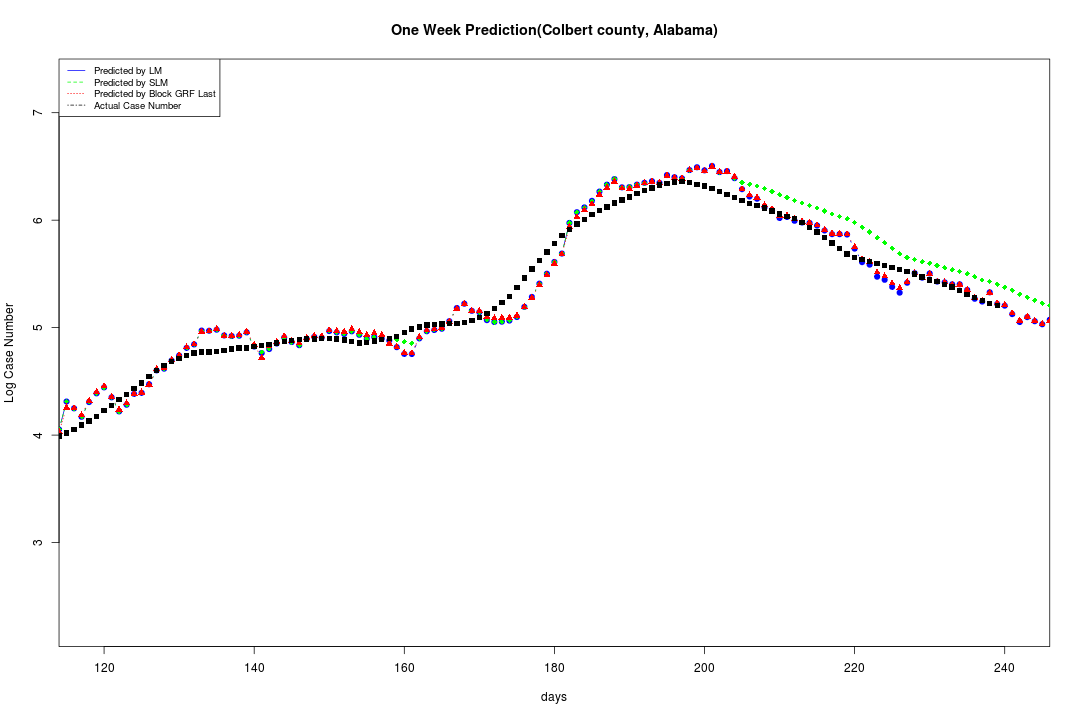 One Week Prediction(Colbert county, Alabama)
Predicted by LM
Predicted by SLM
Predicted by Block GRF Last
Actual Case Number
7
6
5
4
3
Log Case Number
120 140 160 180 200 220 240
days